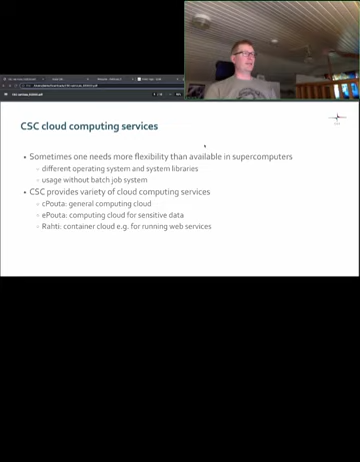 CSC cloud computing services
• Sometimes one needs more flexibility than available in supercomputers
◦ different operating system and system libraries
◦ usage without batch job system
• CSC provides variety of cloud computing services
◦ cPouta: general computing cloud
◦ ePouta: computing cloud for sensitive data
◦ Rahti: container cloud e.g. for running web services